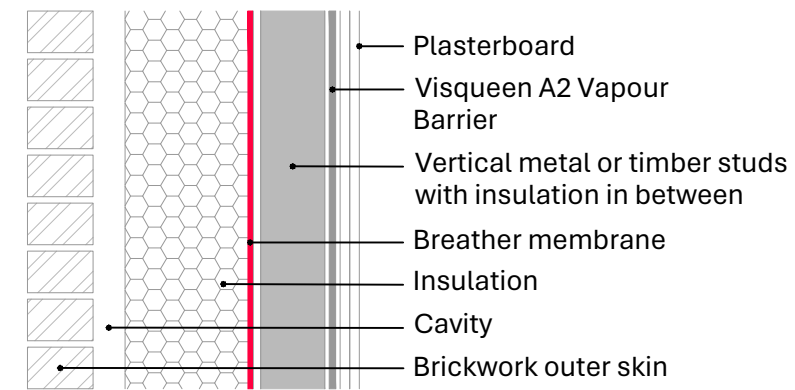 Plasterboard
Visqueen A2 Vapour
Barrier
Vertical metal or timber studs
with insulation in between
Breather membrane
Insulation
Cavity
Brickwork outer skin